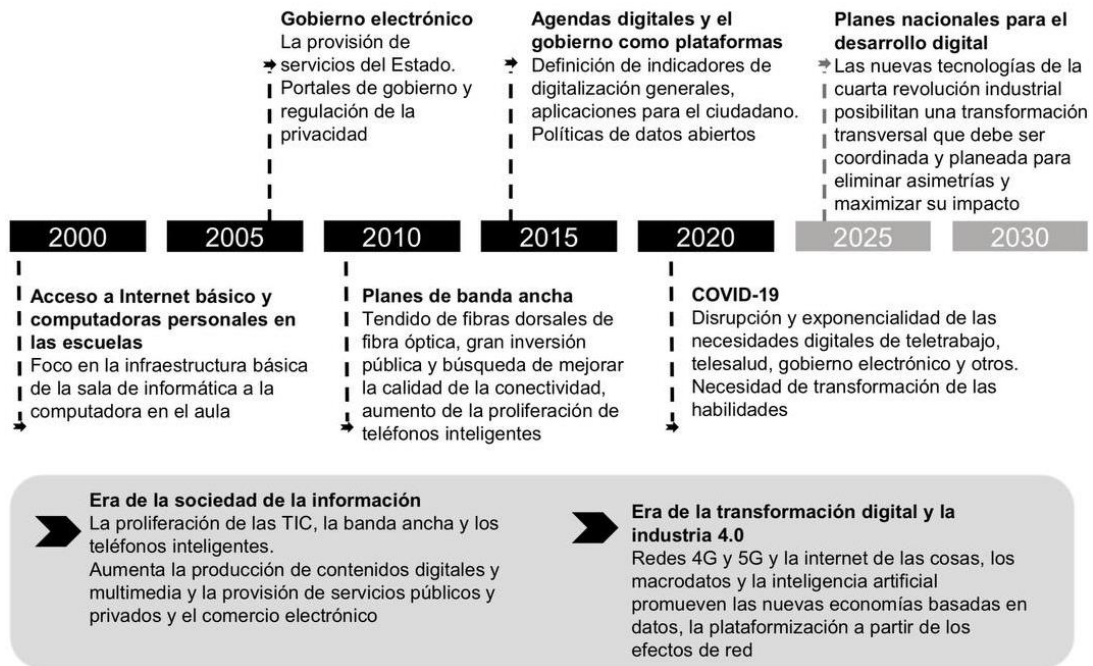 Gobierno electrónico
La provisión de
servicios del Estado.
Portales de gobierno y
regulación de la
privacidad
Agendas digitales y el
gobierno como plataformas
Definición de indicadores de
digitalización generales,
aplicaciones para el ciudadano.
Políticas de datos abiertos
Planes nacionales para el
desarrollo digital
Las nuevas tecnologías de la
cuarta revolución industrial
posibilitan una transformación
transversal que debe ser
coordinada y planeada para
eliminar asimetrías y
maximizar su impacto
2000 2005 2010 2015 2020 2025 2030
Acceso a Internet básico y
computadoras personales en
las escuelas
Foco en la infraestructura básica
de la sala de informática a la
computadora en el aula
Planes de banda ancha
Tendido de fibras dorsales de
fibra óptica, gran inversión
pública y búsqueda de mejorar
la calidad de la conectividad,
aumento de la proliferación de
teléfonos inteligentes
COVID-19
Disrupción y exponencialidad de las
necesidades digitales de teletrabajo,
telesalud, gobierno electrónico y otros.
Necesidad de transformación de las
habilidades
Era de la sociedad de la información
La proliferación de las TIC, la banda ancha y los
teléfonos inteligentes.
Aumenta la producción de contenidos digitales y
multimedia y la provisión de servicios públicos y
privados y el comercio electrónico
Era de la transformación digital y la
industria 4.0
Redes 4G y 5G y la internet de las cosas, los
macrodatos y la inteligencia artificial
promueven las nuevas economías basadas en
datos, la plataformización a partir de los
efectos de red